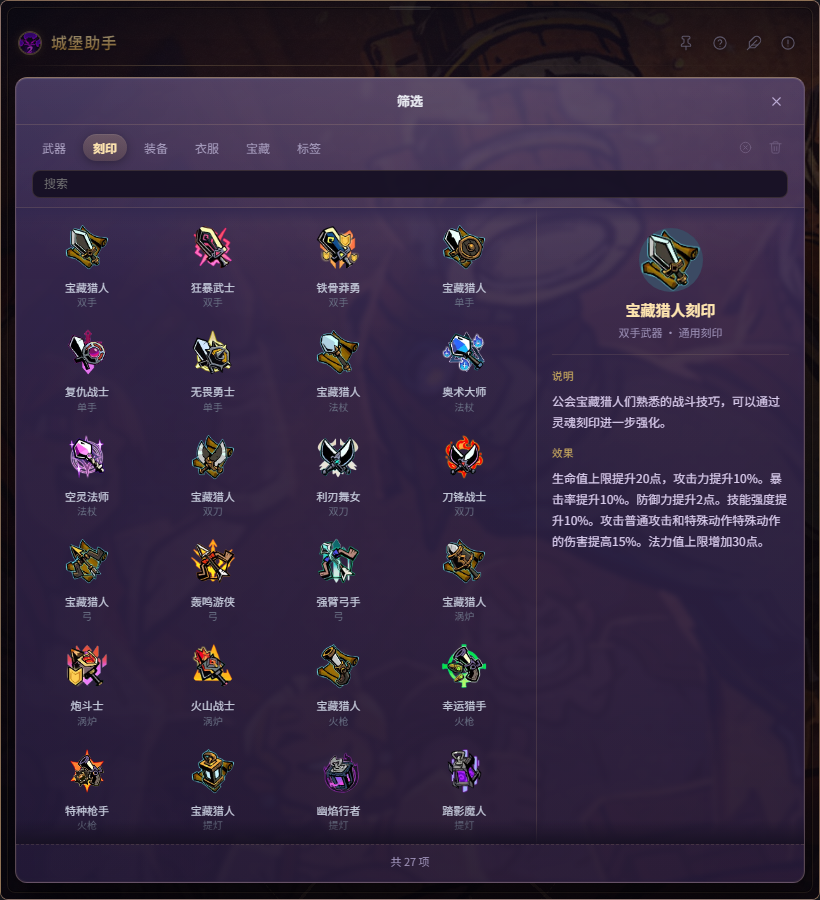 城堡助手
筛选
武器 刻印 装备 衣服 宝藏 标签
搜索
宝藏猎人 狂暴武士 铁骨莽勇 宝藏猎人
双手 双手 双手 单手
复仇战士 无畏勇士 宝藏猎人 奥术大师
单手 单手 法杖 法杖
空灵法师 宝藏猎人 利刃舞女 刀锋战士
法杖 双刀 双刀 双刀
宝藏猎人 轰鸣游侠 强臂弓手 宝藏猎人
弓 弓 弓 涡炉
炮斗士 火山战士 宝藏猎人 幸运猎手
涡炉 涡炉 火枪 火枪
特种枪手 宝藏猎人 幽焰行者 踏影魔人
火枪 提灯 提灯 提灯
宝藏猎人刻印
双手武器 • 通用刻印
说明
公会宝藏猎人们熟悉的战斗技巧，可以通过
灵魂刻印进一步强化。
效果
生命值上限提升20点，攻击力提升10%。暴
击率提升10%。防御力提升2点。技能强度提
升10%。攻击普通攻击和特殊动作特殊动作
的伤害提高15%。法力值上限增加30点。
共 27 项